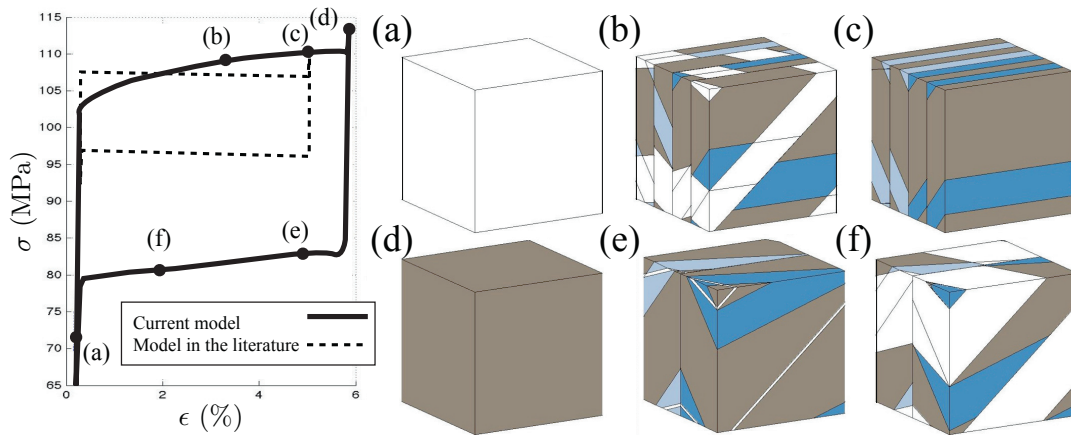 115
110
105
100
95
90
85
80
75
70
65
0
2
4
6
σ (MPa)
ϵ (%)
(a)
(b)
(c)
(d)
(e)
(f)
Current model
Model in the literature
(a)
(b)
(c)
(d)
(e)
(f)